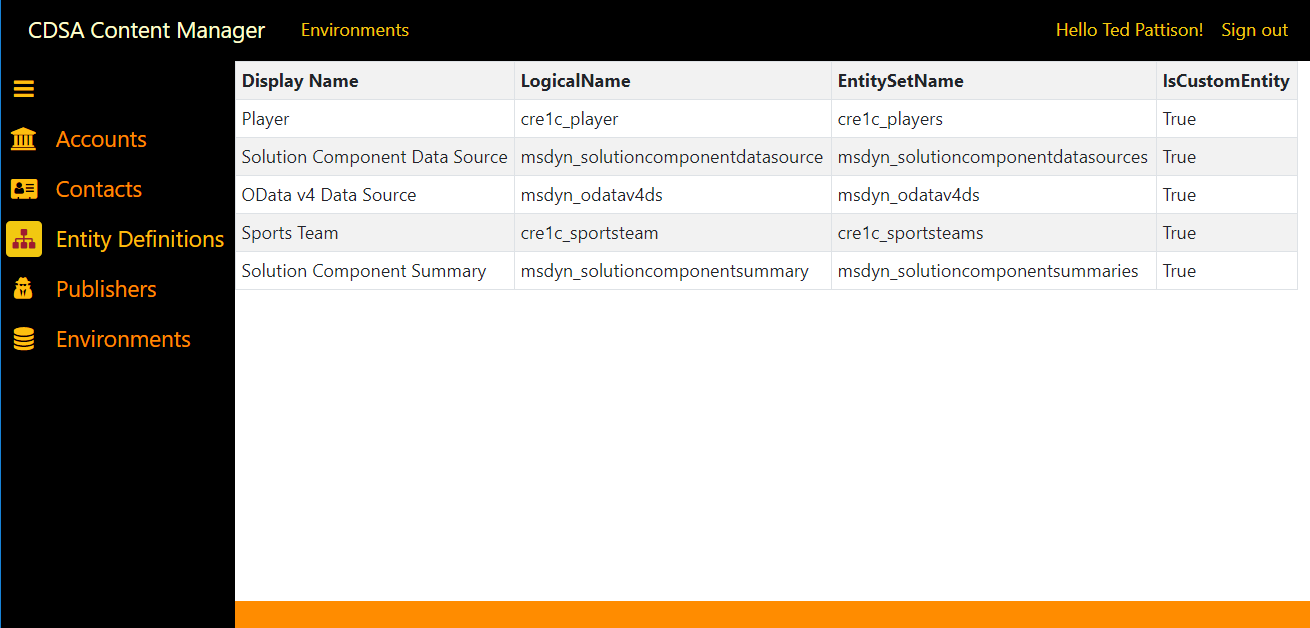 CDSA Content Manager Environments Hello Ted Pattison! Sign out
Accounts
Contacts
Entity Definitions
Publishers
Environments
Display Name LogicalName EntitySetName IsCustomEntity
Player cre1c_player cre1c_players True
Solution Component Data Source msdyn_solutioncomponentdatasource msdyn_solutioncomponentdatasources True
OData v4 Data Source msdyn_odatav4ds msdyn_odatav4ds True
Sports Team cre1c_sportsteam cre1c_sportsteams True
Solution Component Summary msdyn_solutioncomponentsummary msdyn_solutioncomponentsummaries True